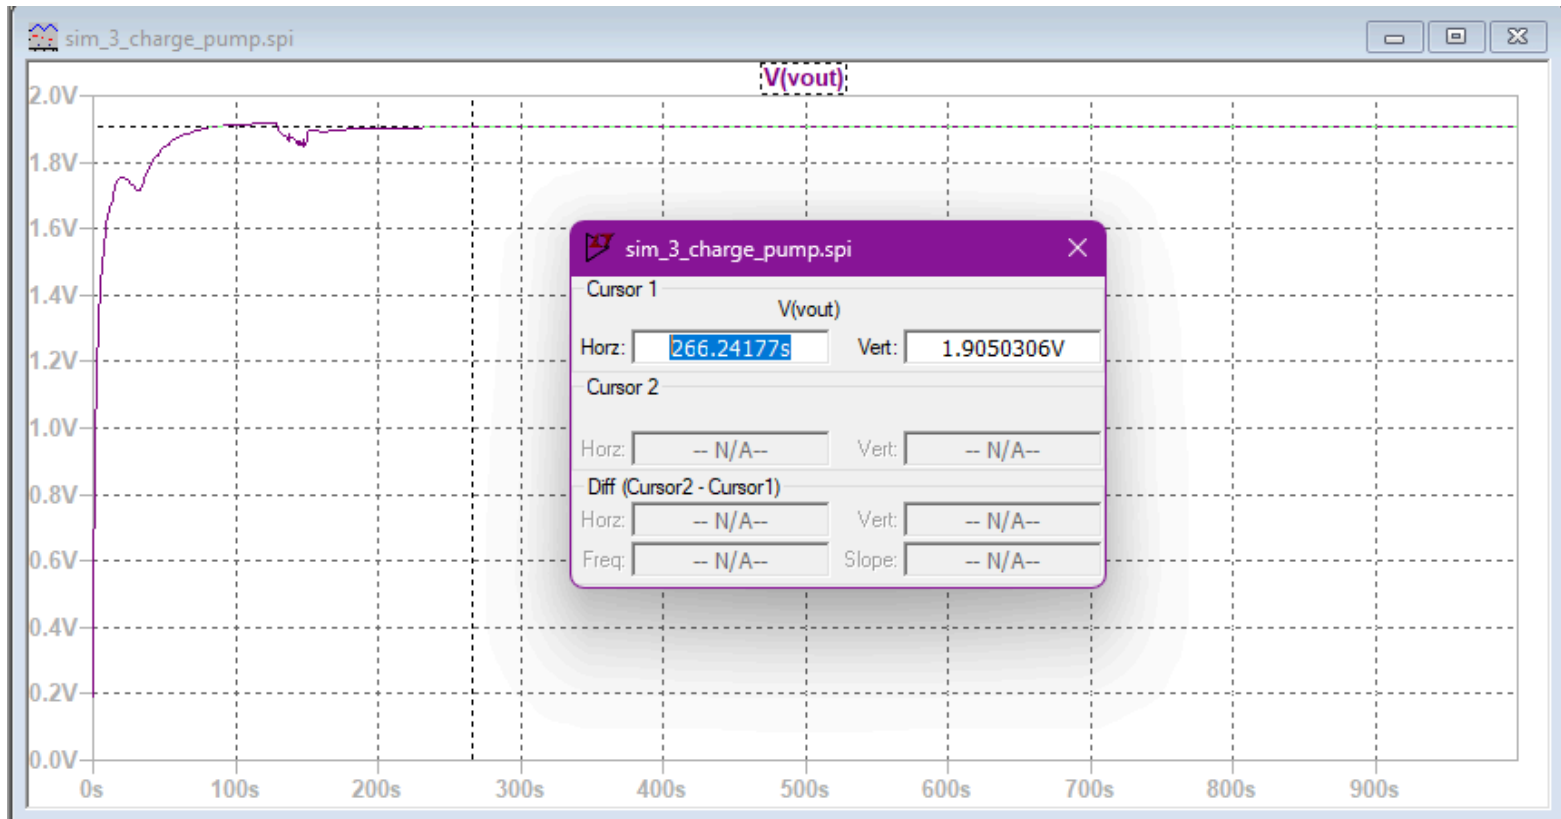 sim_3_charge_pump.spi
V(vout)
2.0V
1.8V
1.6V
1.4V
1.2V
1.0V
0.8V
0.6V
0.4V
0.2V
0.0V
0s 100s 200s 300s 400s 500s 600s 700s 800s 900s
sim_3_charge_pump.spi
Cursor 1
V(vout)
Horz: 266.24177s Vert: 1.9050306V
Cursor 2
Horz: -- N/A-- Vert: -- N/A--
Diff (Cursor2 - Cursor1)
Horz: -- N/A-- Vert: -- N/A--
Freq: -- N/A-- Slope: -- N/A--